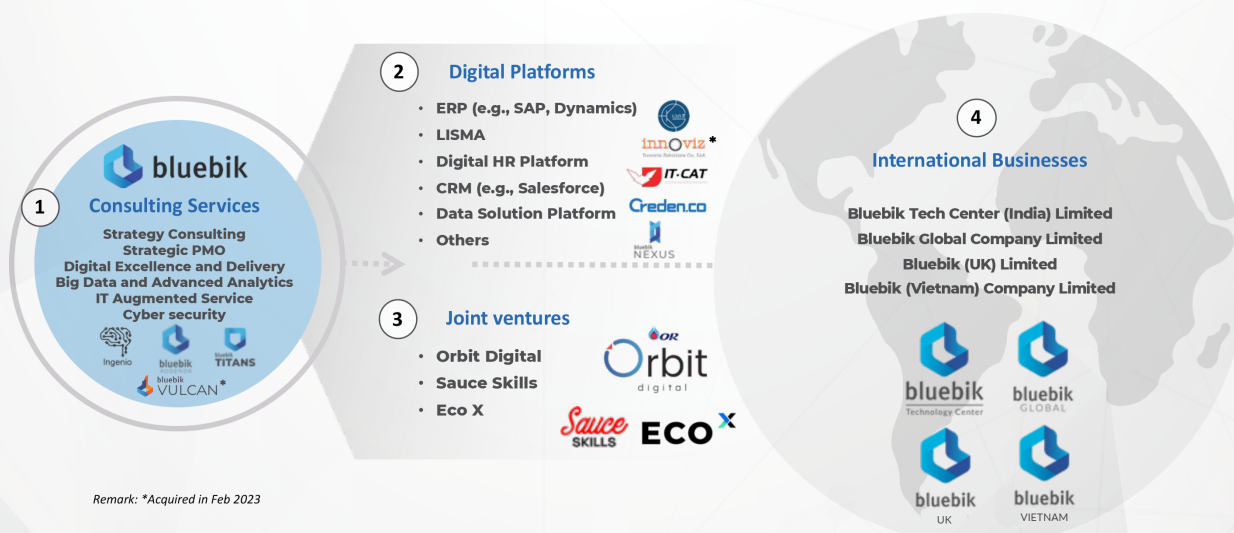 bluebik
1
Consulting Services
Strategy Consulting
Strategic PMO
Digital Excellence and Delivery
Big Data and Advanced Analytics
IT Augmented Service
Cyber security
Ingenio
bluebik
bluebik
TITANS
bluebik
VULCAN *
Remark: *Acquired in Feb 2023
2
Digital Platforms
• ERP (e.g., SAP, Dynamics)
• LISMA
• Digital HR Platform
• CRM (e.g., Salesforce)
• Data Solution Platform
• Others
innoviz *
IT-CAT
Creden.co
bluebik
NEXUS
3
Joint ventures
• Orbit Digital
• Sauce Skills
• Eco X
OR
Orbit
digital
Sauce
SKILLS
ECO X
4
International Businesses
Bluebik Tech Center (India) Limited
Bluebik Global Company Limited
Bluebik (UK) Limited
Bluebik (Vietnam) Company Limited
bluebik
Technology Center
bluebik
GLOBAL
bluebik
UK
bluebik
VIETNAM